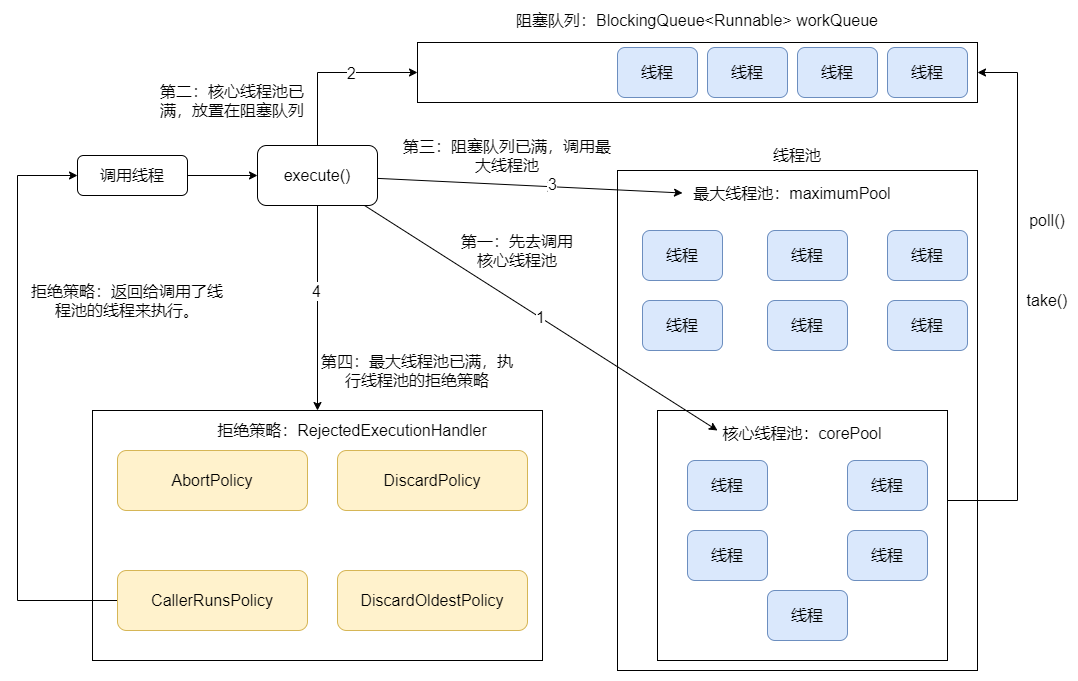 阻塞队列：BlockingQueue<Runnable> workQueue
线程
线程
线程
线程
2
第二：核心线程池已
满，放置在阻塞队列
调用线程
execute()
第三：阻塞队列已满，调用最
大线程池
3
线程池
最大线程池：maximumPool
线程
线程
线程
线程
线程
线程
poll()
take()
第一：先去调用
核心线程池
1
拒绝策略：返回给调用了线
程池的线程来执行。
4
第四：最大线程池已满，执
行线程池的拒绝策略
拒绝策略：RejectedExecutionHandler
AbortPolicy
DiscardPolicy
CallerRunsPolicy
DiscardOldestPolicy
核心线程池：corePool
线程
线程
线程
线程
线程